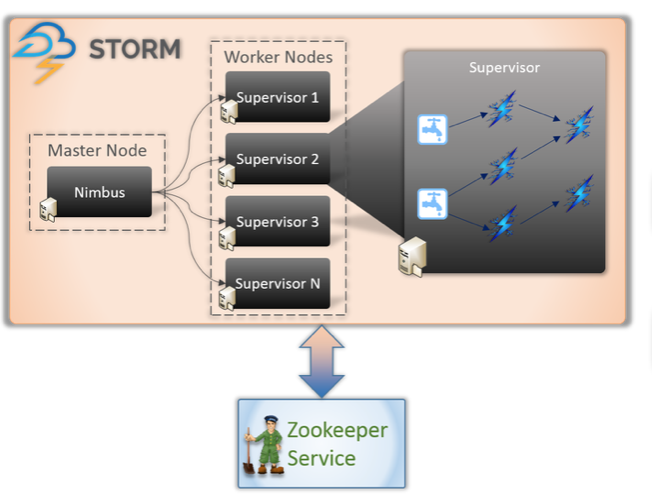 STORM
Worker Nodes
Supervisor
Supervisor 1
Master Node
Supervisor 2
Nimbus
Supervisor 3
Supervisor N
Zookeeper
Service